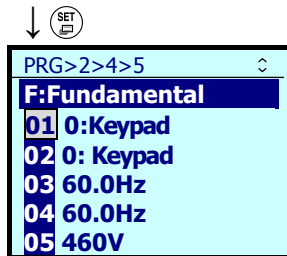 SET
PRG>2>4>5
F:Fundamental
01 0:Keypad
02 0: Keypad
03 60.0Hz
04 60.0Hz
05 460V